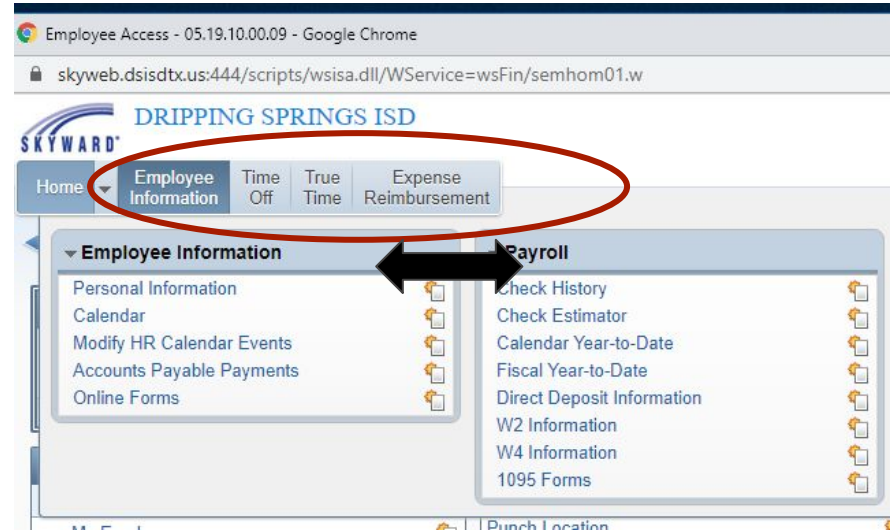 Employee Access - 05.19.10.00.09 - Google Chrome
skyweb.dsisdtx.us:444/scripts/wsisa.dll/WService=wsFin/semhom01.w
SKYWARD
DRIPPING SPRINGS ISD
Home
Employee Information
Time Off
True Time
Expense Reimbursement
Employee Information
Personal Information
Calendar
Modify HR Calendar Events
Accounts Payable Payments
Online Forms
Payroll
Check History
Check Estimator
Calendar Year-to-Date
Fiscal Year-to-Date
Direct Deposit Information
W2 Information
W4 Information
1095 Forms
Punch Location